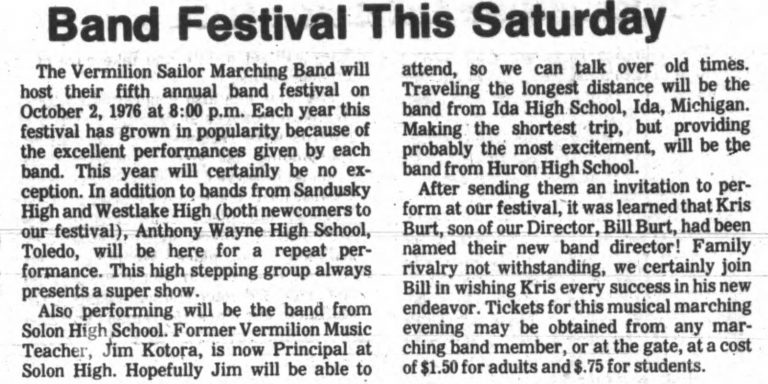 Band Festival This Saturday
The Vermilion Sailor Marching Band will
host their fifth annual band festival on
October 2, 1976 at 8:00 p.m. Each year this
festival has grown in popularity because of
the excellent performances given by each
band. This year will certainly be no ex-
ception. In addition to bands from Sandusky
High and Westlake High (both newcomers to
our festival), Anthony Wayne High School,
Toledo, will be here for a repeat per-
formance. This high stepping group always
presents a super show.
Also performing will be the band from
Solon High School. Former Vermilion Music
Teacher, Jim Kotora, is now Principal at
Solon High. Hopefully Jim will be able to
attend, so we can talk over old times.
Traveling the longest distance will be the
band from Ida High School, Ida, Michigan.
Making the shortest trip, but providing
probably the most excitement, will be the
band from Huron High School.
After sending them an invitation to per-
form at our festival, it was learned that Kris
Burt, son of our Director, Bill Burt, had been
named their new band director! Family
rivalry not withstanding, we certainly join
Bill in wishing Kris every success in his new
endeavor. Tickets for this musical marching
evening may be obtained from any mar-
ching band member, or at the gate, at a cost
of $1.50 for adults and $.75 for students.